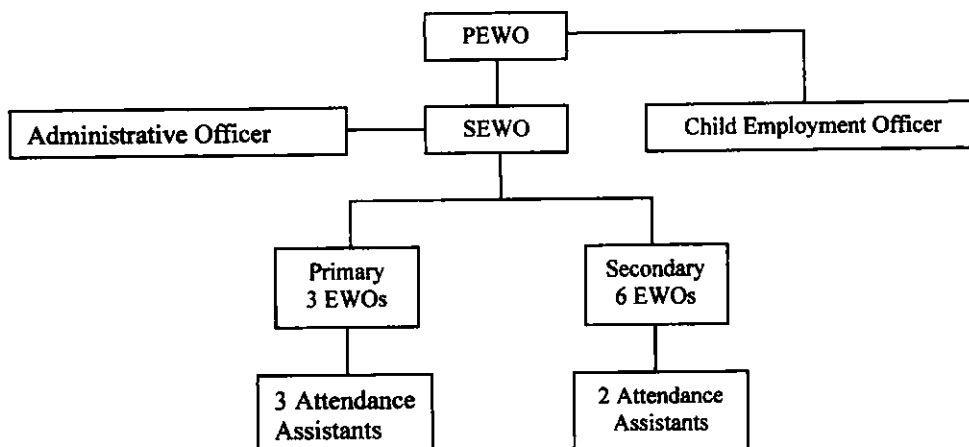 PEWO
Administrative Officer
SEWO
Child Employment Officer
Primary
3 EWOs
Secondary
6 EWOs
3 Attendance
Assistants
2 Attendance
Assistants